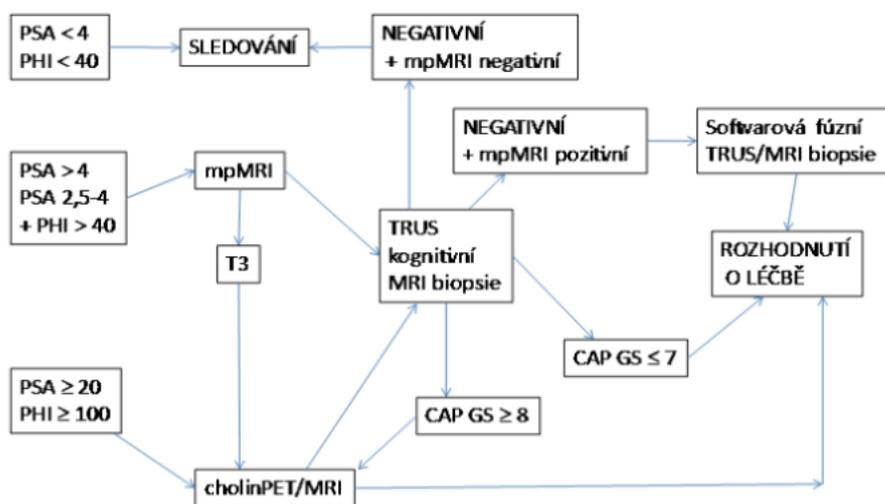 PSA < 4
PHI < 40
SLEDOVÁNÍ
NEGATIVNÍ
+ mpMRI negativní
NEGATIVNÍ
+ mpMRI pozitivní
Softwarová fúzní
TRUS/MRI biopsie
PSA > 4
PSA 2,5-4
+ PHI > 40
mpMRI
T3
TRUS
kognitivní
MRI biopsie
ROZHODNUTÍ
O LÉČBĚ
CAP GS ≤ 7
PSA ≥ 20
PHI ≥ 100
CAP GS ≥ 8
cholinPET/MRI